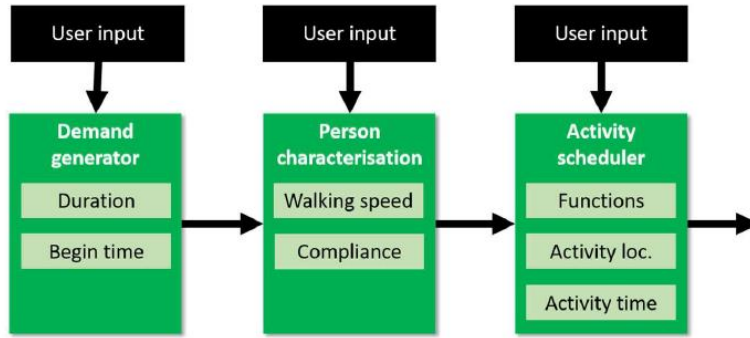 User input
User input
User input
Demand
generator
Duration
Begin time
Person
characterisation
Walking speed
Compliance
Activity
scheduler
Functions
Activity loc.
Activity time